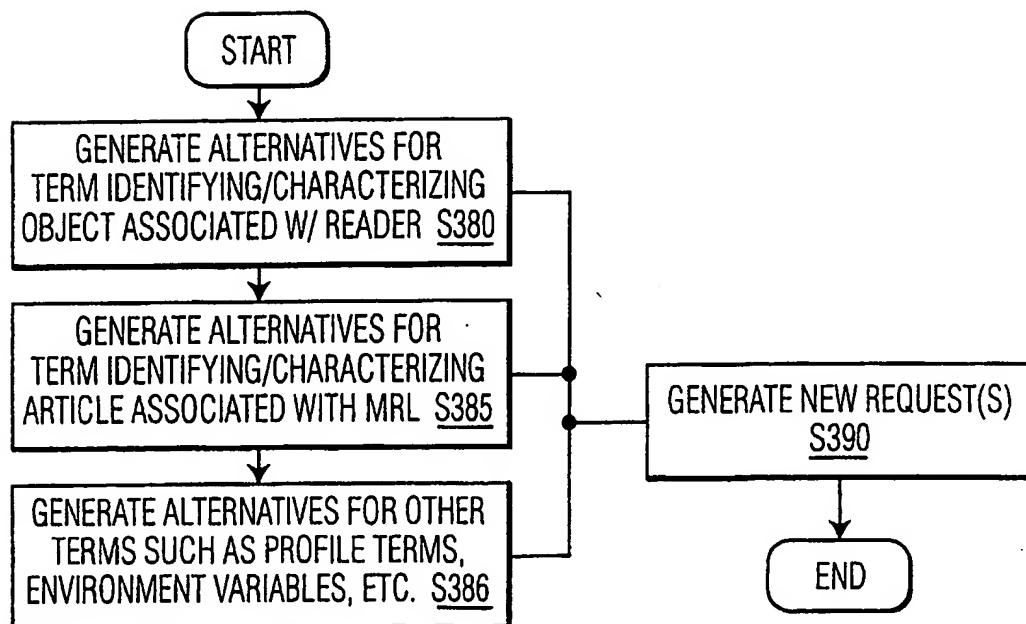 START
GENERATE ALTERNATIVES FOR
TERM IDENTIFYING/CHARACTERIZING
OBJECT ASSOCIATED W/ READER S380
GENERATE ALTERNATIVES FOR
TERM IDENTIFYING/CHARACTERIZING
ARTICLE ASSOCIATED WITH MRL S385
GENERATE ALTERNATIVES FOR OTHER
TERMS SUCH AS PROFILE TERMS,
ENVIRONMENT VARIABLES, ETC. S386
GENERATE NEW REQUEST(S)
S390
END